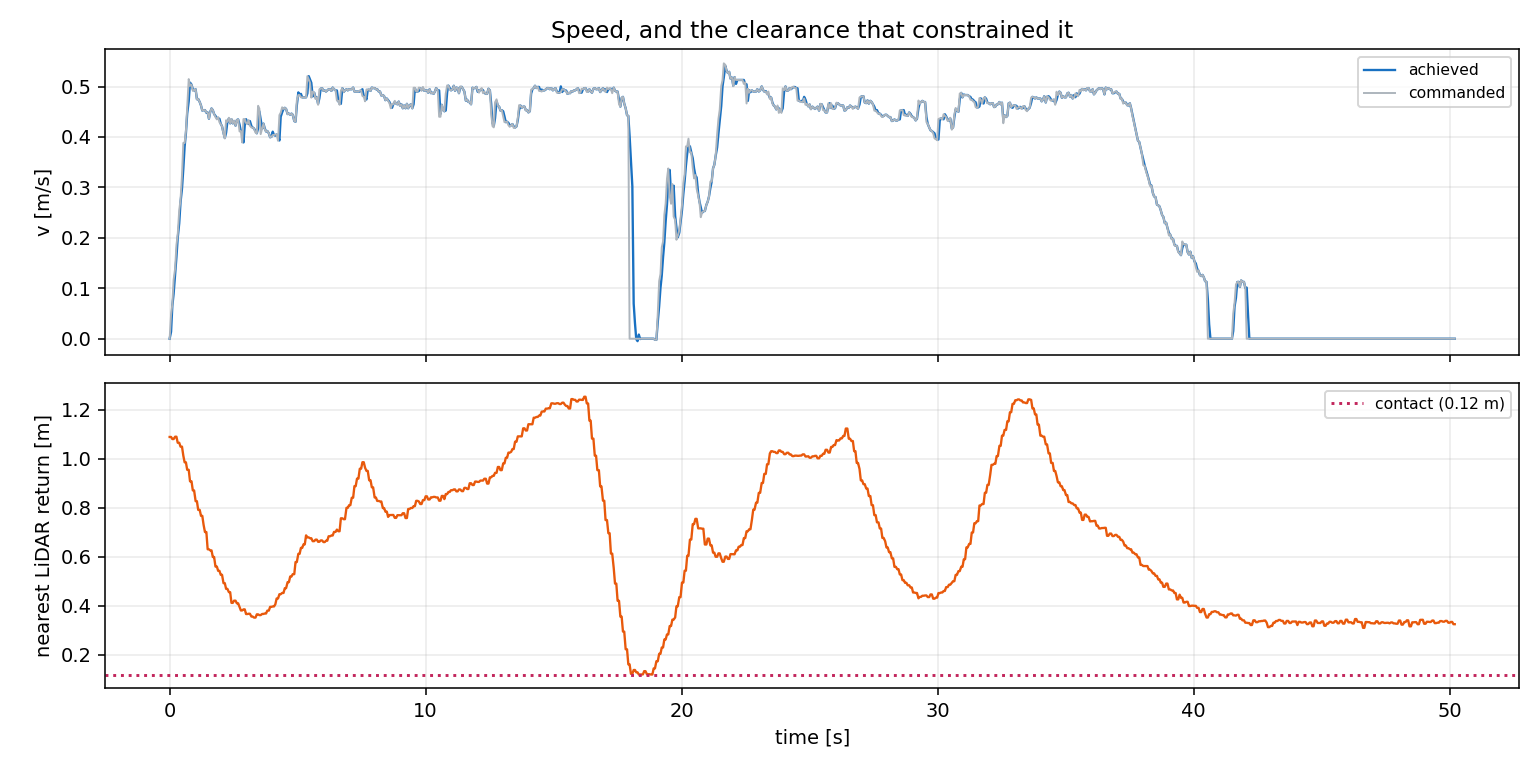 Speed, and the clearance that constrained it
achieved
commanded
v [m/s]
0.5
0.4
0.3
0.2
0.1
0.0
contact (0.12 m)
nearest LiDAR return [m]
1.2
1.0
0.8
0.6
0.4
0.2
0 10 20 30 40 50
time [s]